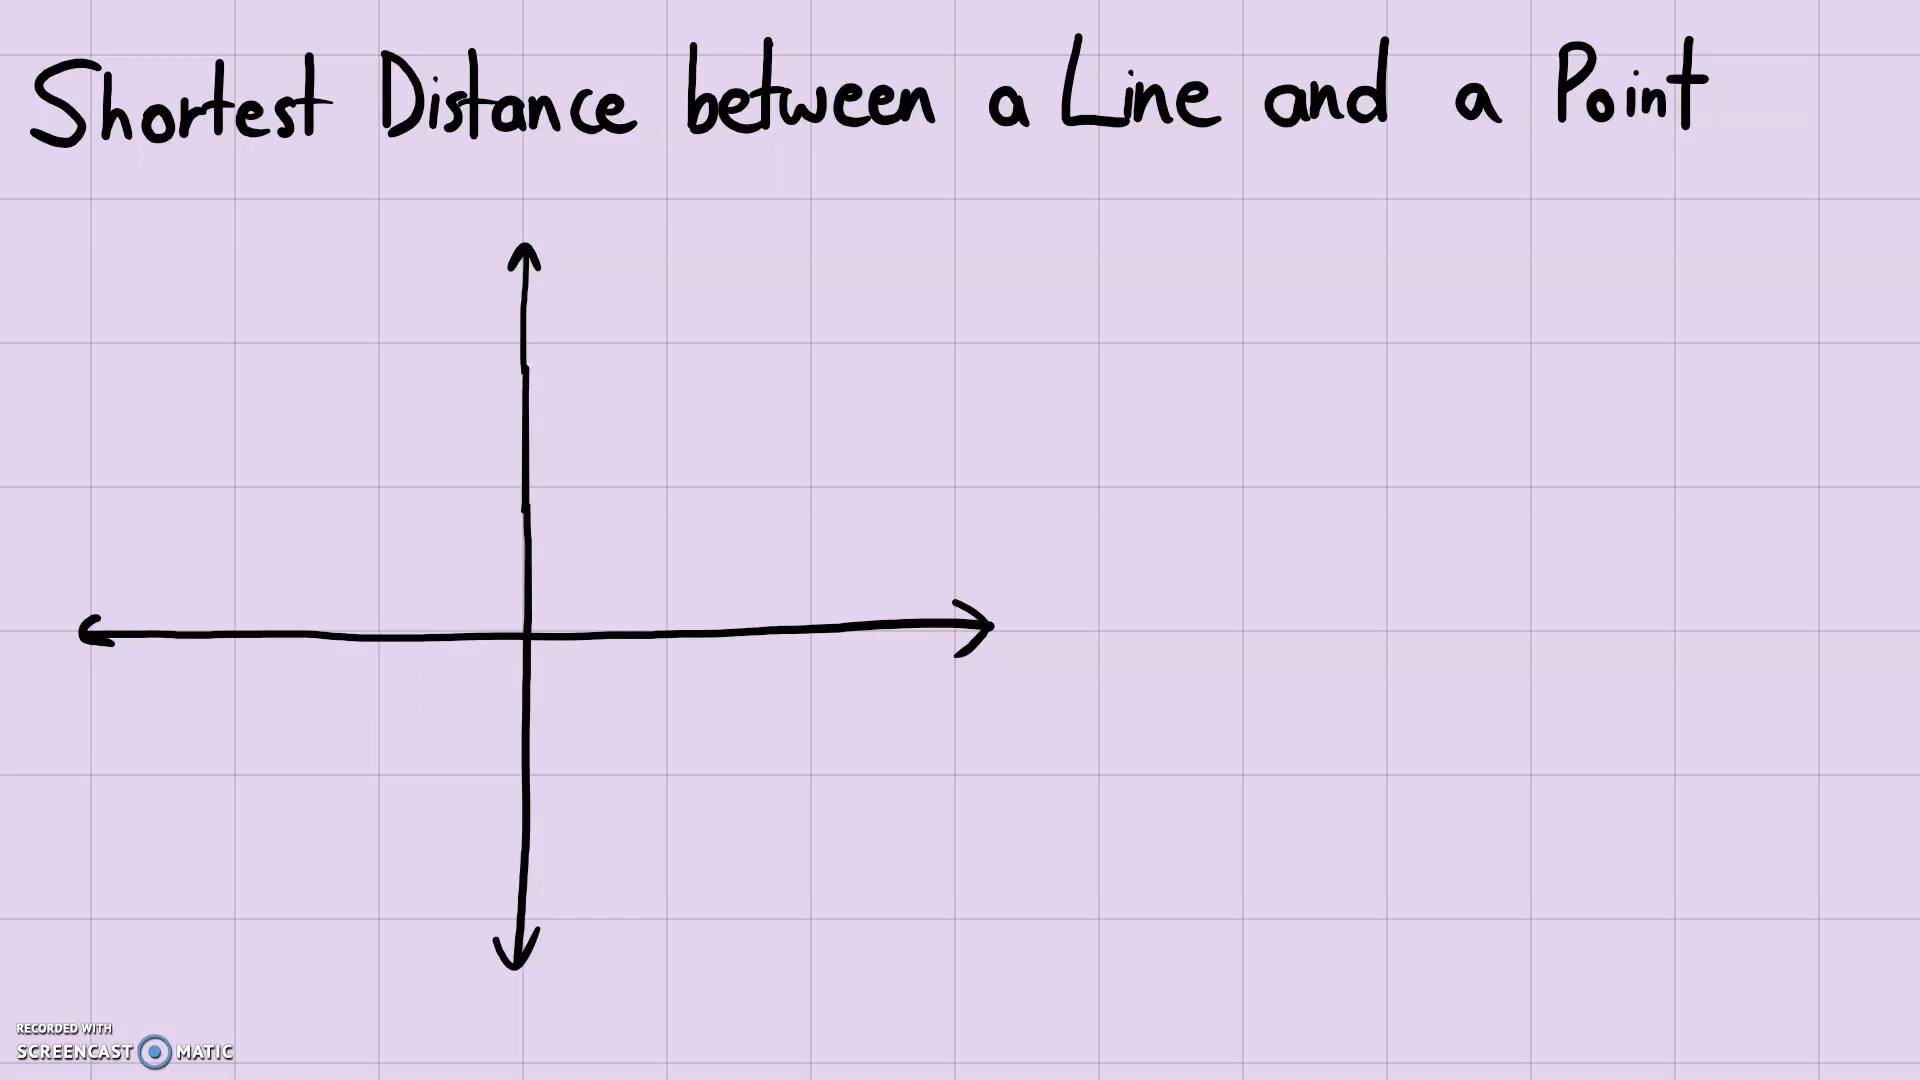 Shortest Distance between a Line and a Point
RECORDED WITH
SCREENCAST MATIC